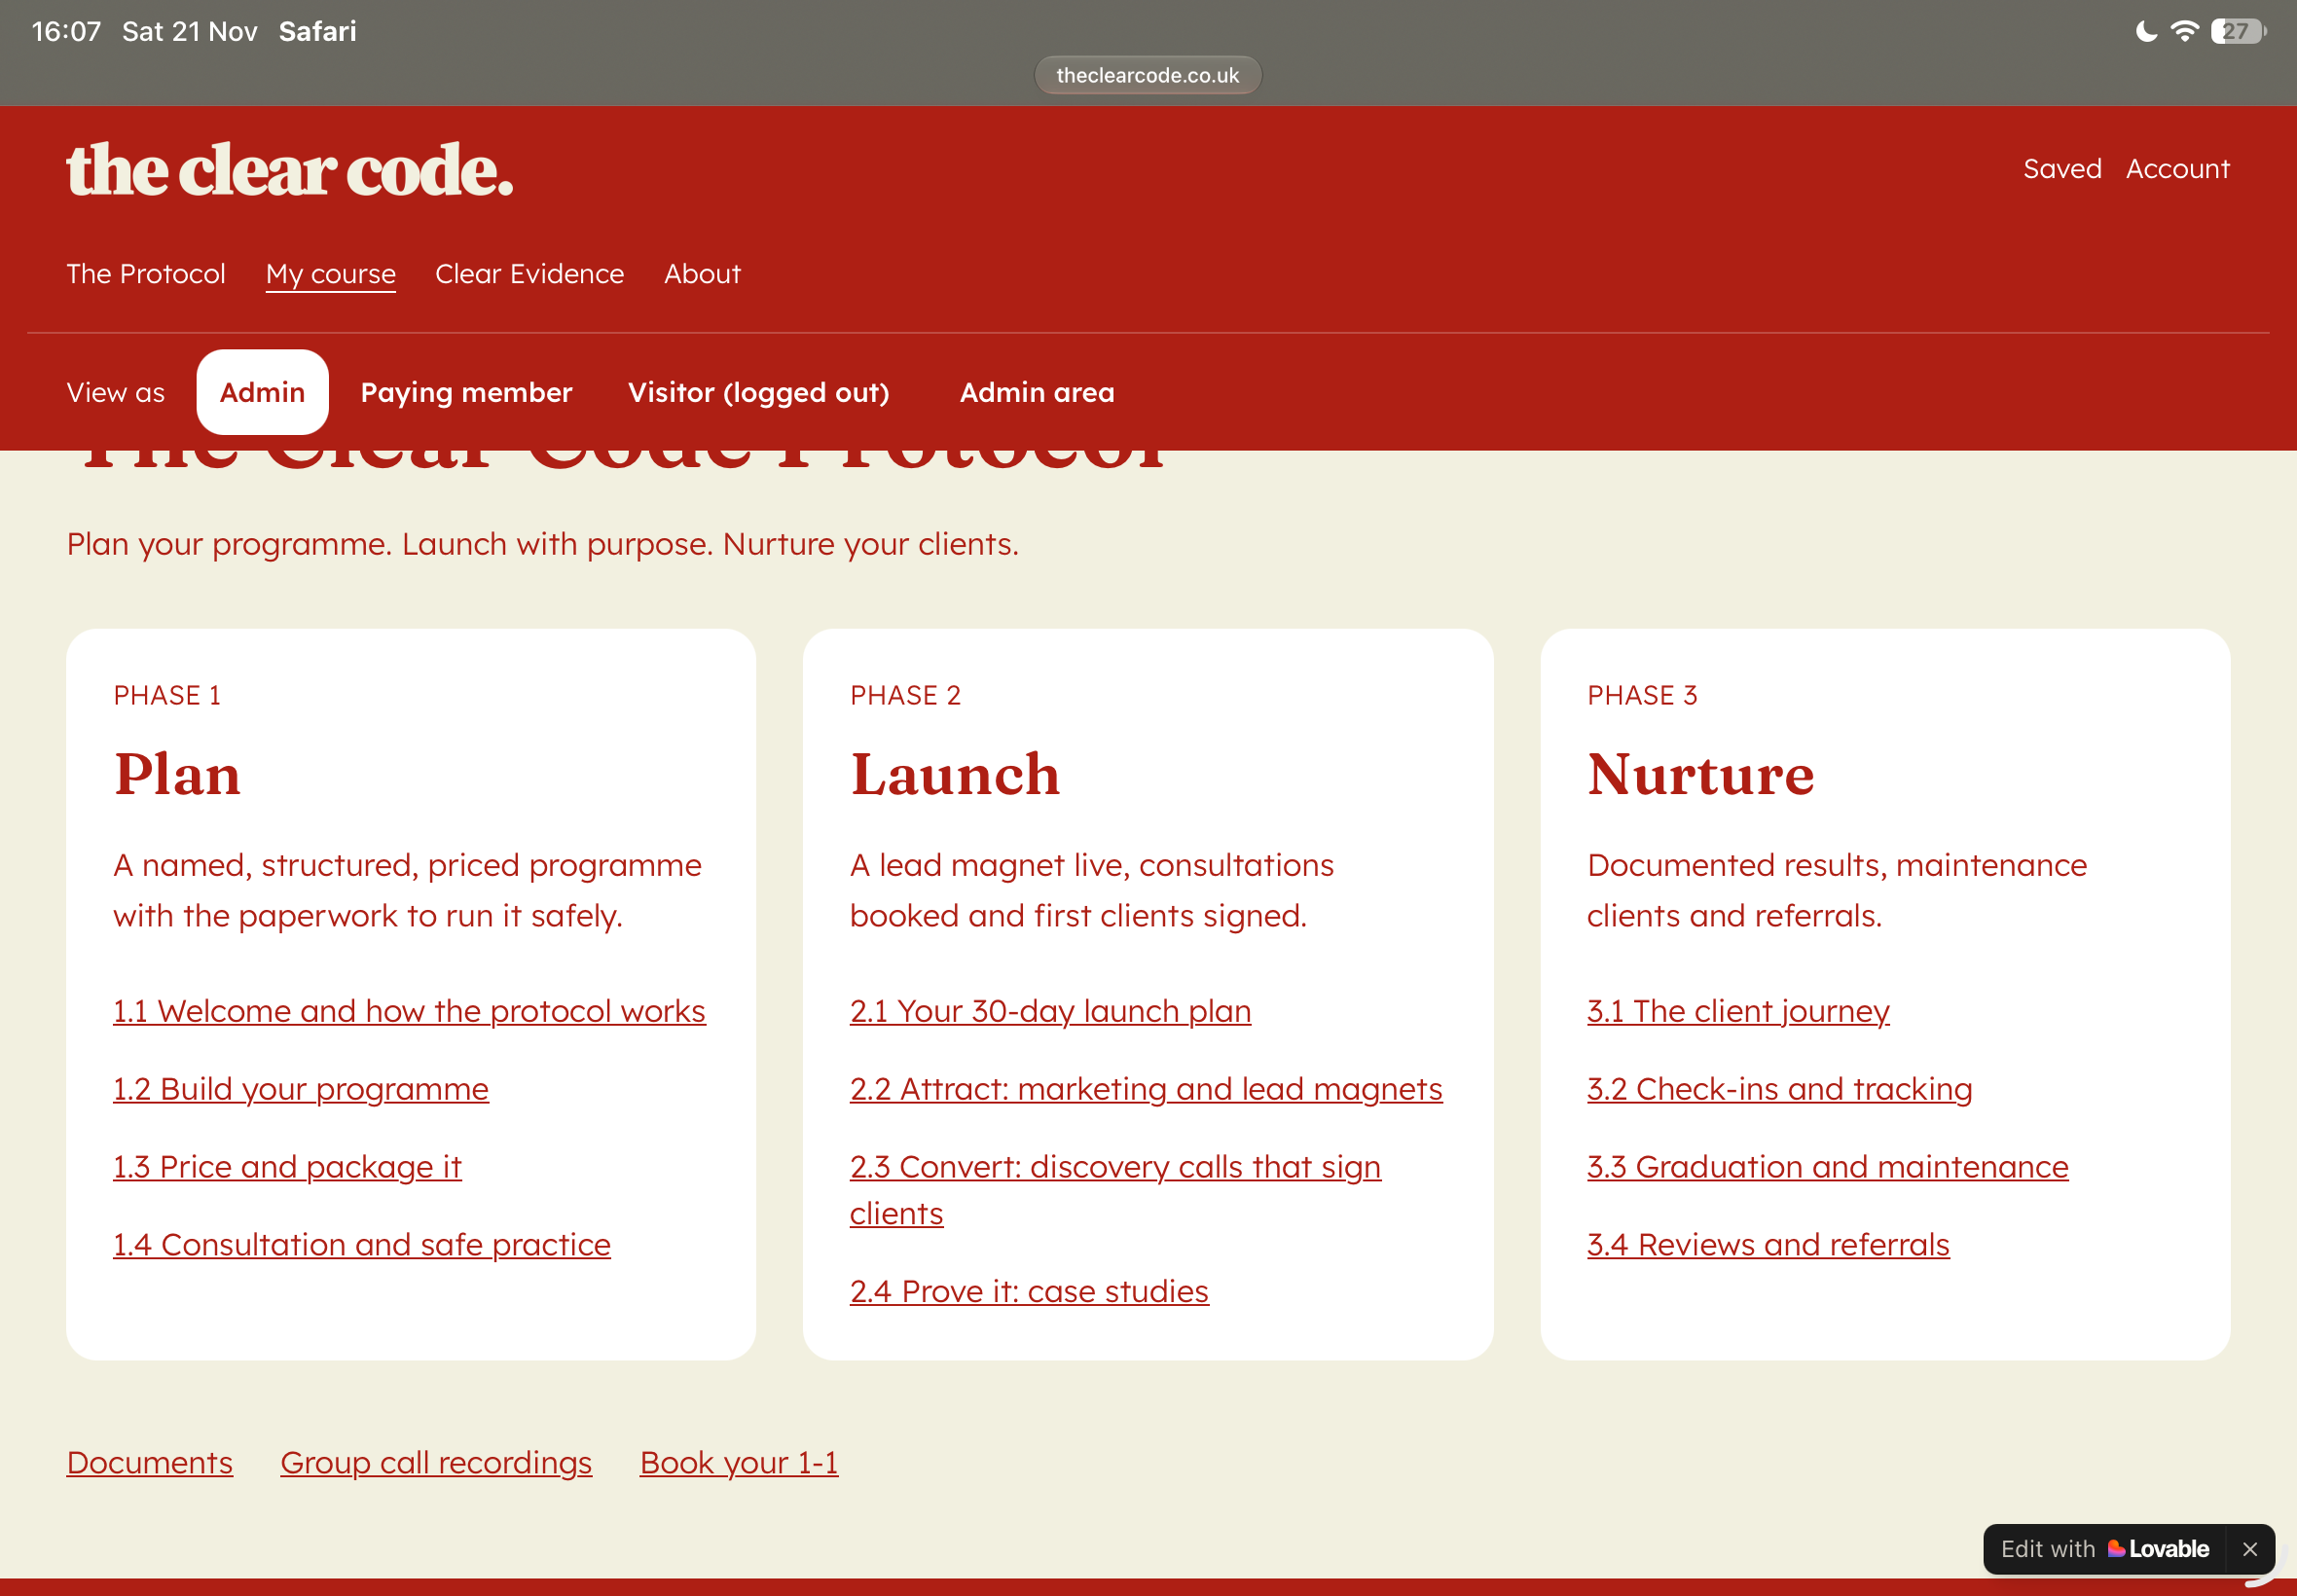 16:07 Sat 21 Nov Safari
27
theclearcode.co.uk
the clear code.
Saved Account
The Protocol My course Clear Evidence About
View as Admin Paying member Visitor (logged out) Admin area
The Clear Code Protocol
Plan your programme. Launch with purpose. Nurture your clients.
PHASE 1
Plan
A named, structured, priced programme
with the paperwork to run it safely.
1.1 Welcome and how the protocol works
1.2 Build your programme
1.3 Price and package it
1.4 Consultation and safe practice
PHASE 2
Launch
A lead magnet live, consultations
booked and first clients signed.
2.1 Your 30-day launch plan
2.2 Attract: marketing and lead magnets
2.3 Convert: discovery calls that sign
clients
2.4 Prove it: case studies
PHASE 3
Nurture
Documented results, maintenance
clients and referrals.
3.1 The client journey
3.2 Check-ins and tracking
3.3 Graduation and maintenance
3.4 Reviews and referrals
Documents Group call recordings Book your 1-1
Edit with Lovable